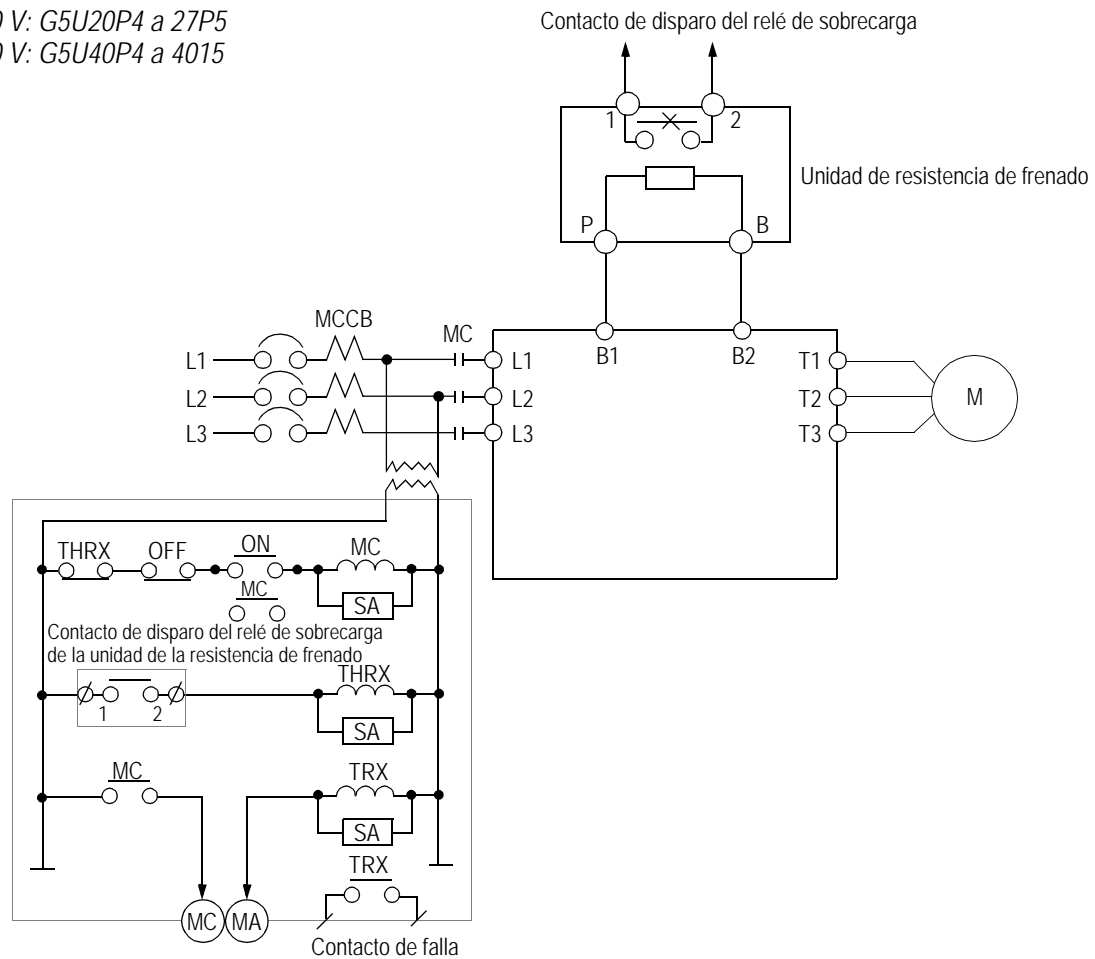 0 V: G5U20P4 a 27P5
0 V: G5U40P4 a 4015
Contacto de disparo del relé de sobrecarga
1
2
Unidad de resistencia de frenado
P
B
MCCB
MC
B1
B2
L1
L1
T1
L2
L2
T2
M
L3
L3
T3
THRX
OFF
ON
MC
MC
SA
Contacto de disparo del relé de sobrecarga
de la unidad de la resistencia de frenado
THRX
1
2
SA
MC
TRX
SA
TRX
MC
MA
Contacto de falla